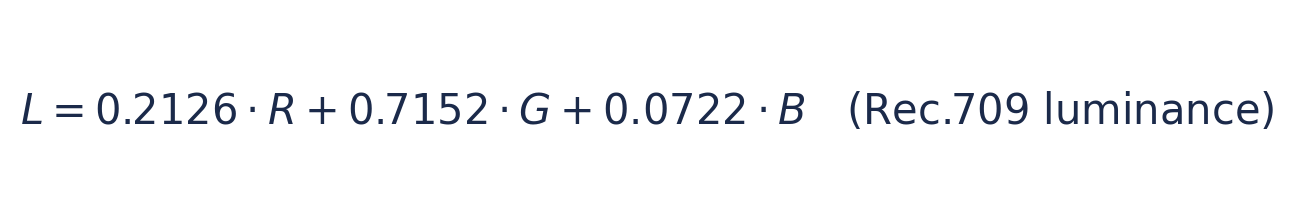 L = 0.2126 · R + 0.7152 · G + 0.0722 · B (Rec.709 luminance)